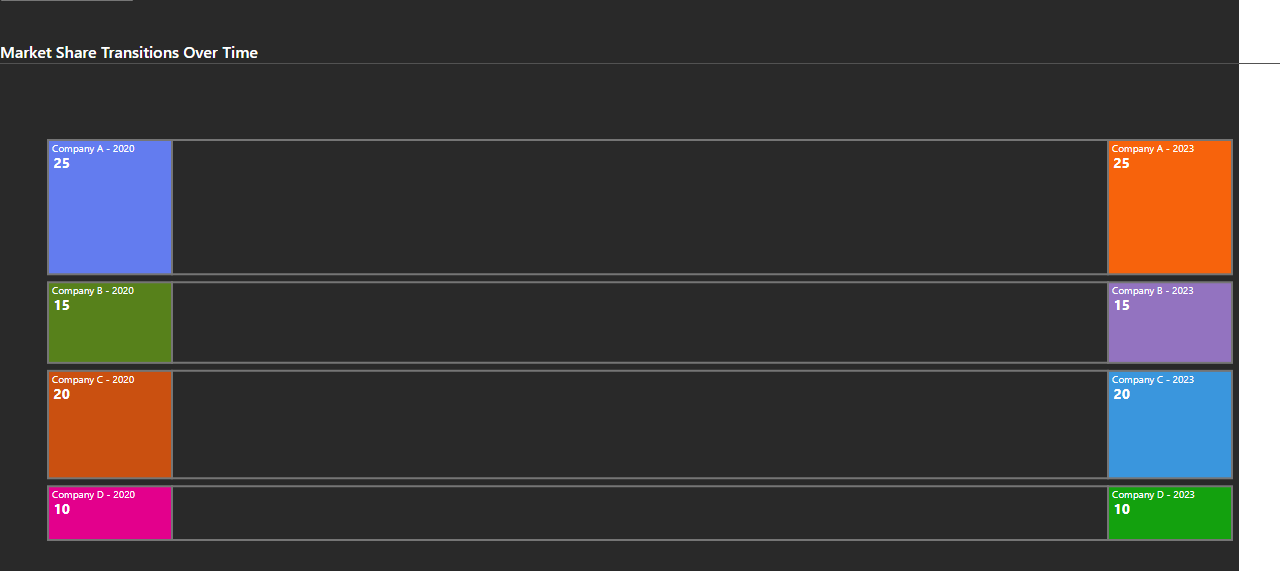 Market Share Transitions Over Time
Company A - 2020
25
Company A - 2023
25
Company B - 2020
15
Company B - 2023
15
Company C - 2020
20
Company C - 2023
20
Company D - 2020
10
Company D - 2023
10